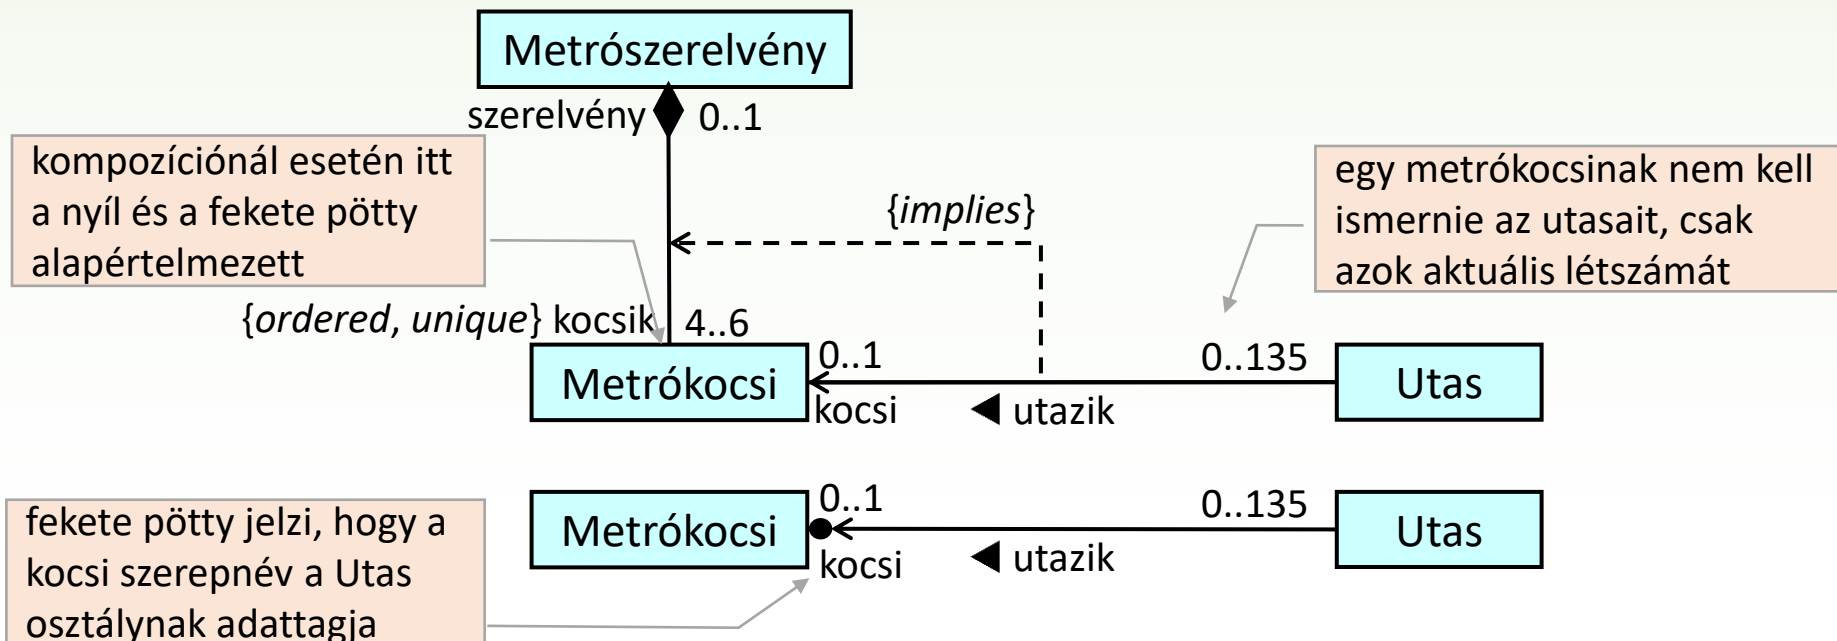 Metrószerelvény
szerelvény
0..1
kompozíciónál esetén itt
a nyíl és a fekete pötty
alapértelmezett
{implies}
egy metrókocsinak nem kell
ismernie az utasait, csak
azok aktuális létszámát
{ordered, unique} kocsik
4..6
Metrókocsi
0..1
kocsi
utazik
0..135
Utas
fekete pötty jelzi, hogy a
kocsi szerepnév a Utas
osztálynak adattagja
Metrókocsi
0..1
kocsi
utazik
0..135
Utas